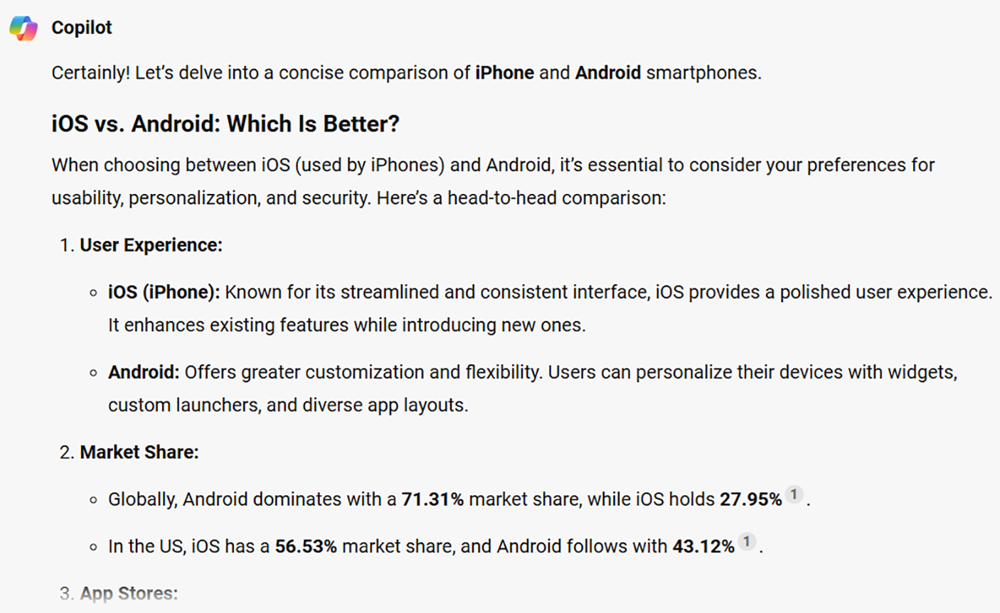 Copilot
Certainly! Let’s delve into a concise comparison of iPhone and Android smartphones.
iOS vs. Android: Which Is Better?
When choosing between iOS (used by iPhones) and Android, it’s essential to consider your preferences for
usability, personalization, and security. Here’s a head-to-head comparison:
1. User Experience:
◦ iOS (iPhone): Known for its streamlined and consistent interface, iOS provides a polished user experience.
It enhances existing features while introducing new ones.
◦ Android: Offers greater customization and flexibility. Users can personalize their devices with widgets,
custom launchers, and diverse app layouts.
2. Market Share:
◦ Globally, Android dominates with a 71.31% market share, while iOS holds 27.95% 1 .
◦ In the US, iOS has a 56.53% market share, and Android follows with 43.12% 1 .
3. App Stores: